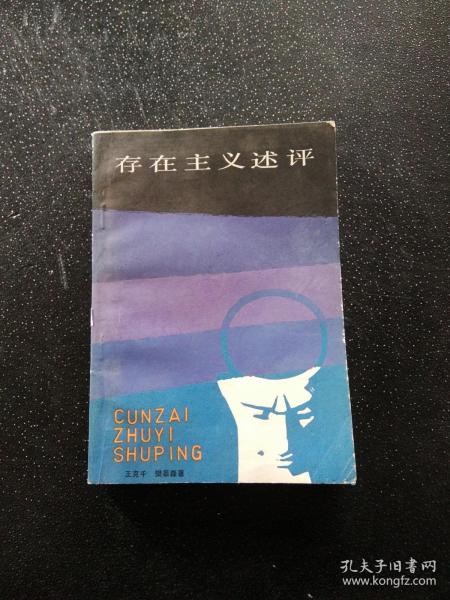 存在主义述评
CUNZAI
ZHUYI
SHUPING
王克千 樊莘森著
孔夫子旧书网
www.kongfz.com